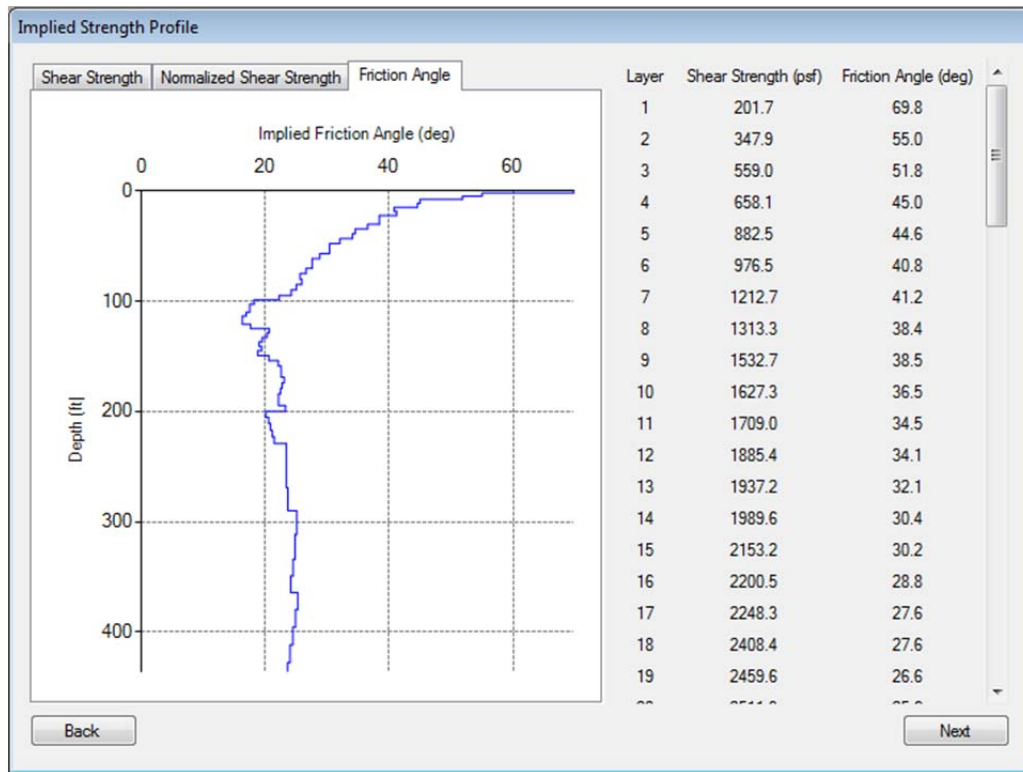 Implied Strength Profile
Shear Strength Normalized Shear Strength Friction Angle
Implied Friction Angle (deg)
0 20 40 60
0
100
200
300
400
Depth (ft)
Layer Shear Strength (psf) Friction Angle (deg)
1 201.7 69.8
2 347.9 55.0
3 559.0 51.8
4 658.1 45.0
5 882.5 44.6
6 976.5 40.8
7 1212.7 41.2
8 1313.3 38.4
9 1532.7 38.5
10 1627.3 36.5
11 1709.0 34.5
12 1885.4 34.1
13 1937.2 32.1
14 1989.6 30.4
15 2153.2 30.2
16 2200.5 28.8
17 2248.3 27.6
18 2408.4 27.6
19 2459.6 26.6
Back
Next